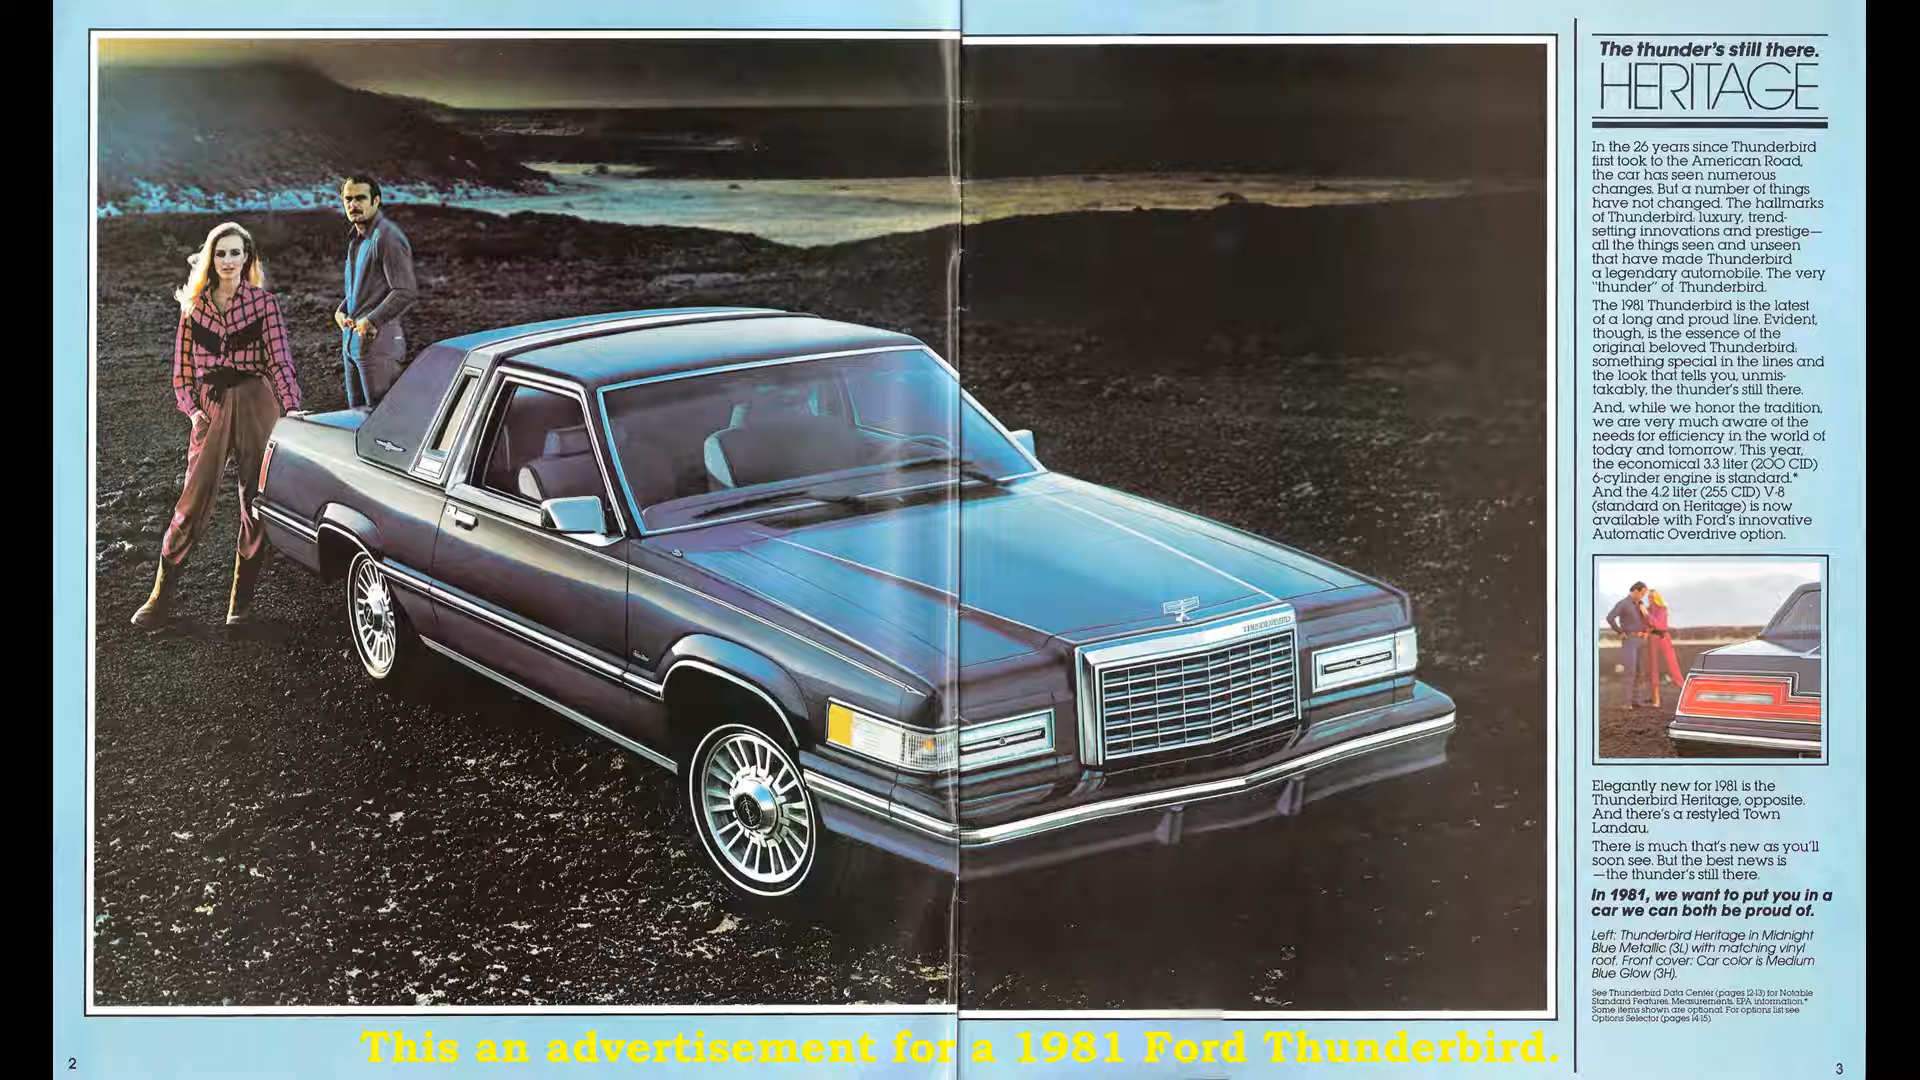 The thunder's still there.
HERITAGE
In the 26 years since Thunderbird
first took to the American Road,
the car has seen numerous
changes. But a number of things
have not changed. The hallmarks
of Thunderbird: luxury, trend-
setting innovations and prestige—
all the things seen and unseen
that have made Thunderbird
a legendary automobile. The very
"thunder" of Thunderbird.
The 1981 Thunderbird is the latest
of a long and proud line. Evident,
though, is the essence of the
original beloved Thunderbird:
something special in the lines and
the look that tells you, unmis-
takably, the thunder's still there.
And, while we honor the tradition,
we are very much aware of the
needs for efficiency in the world of
today and tomorrow. This year,
the economical 3.3 liter (200 CID)
6-cylinder engine is standard.*
And the 4.2 liter (255 CID) V-8
(standard on Heritage) is now
available with Ford's innovative
Automatic Overdrive option.
THUNDERBIRD
Elegantly new for 1981 is the
Thunderbird Heritage, opposite.
And there's a restyled Town
Landau.
There is much that's new as you'll
soon see. But the best news is
—the thunder's still there.
In 1981, we want to put you in a
car we can both be proud of.
Left: Thunderbird Heritage in Midnight
Blue Metallic (3L) with matching vinyl
roof. Front cover: Car color is Medium
Blue Glow (3H).
See Thunderbird Data Center (pages 12-13) for Notable
Standard Features, Measurements, EPA information.*
Some items shown are optional. For options list see
Options Selector (pages 14-15).
This an advertisement for a 1981 Ford Thunderbird.
2
3